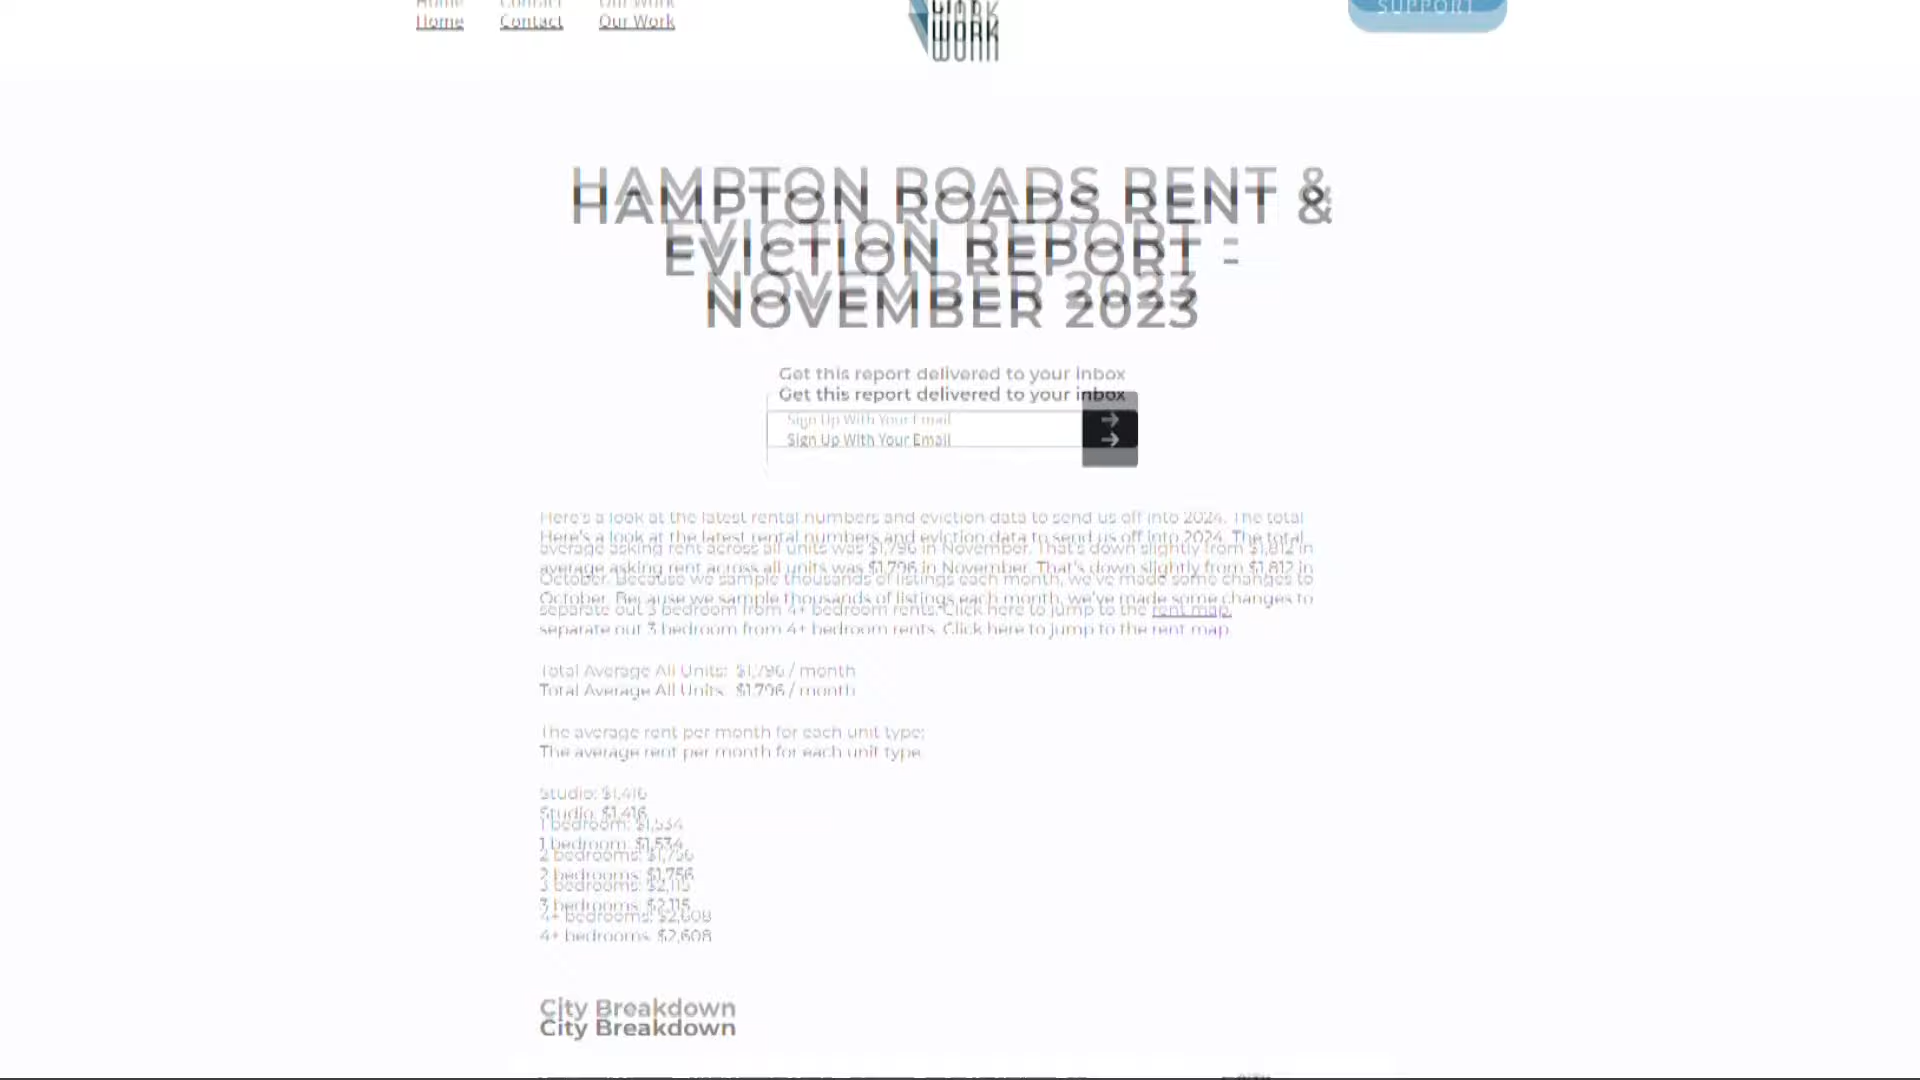 Home Contact Our Work
WORK
SUPPORT
HAMPTON ROADS RENT &
EVICTION REPORT -
NOVEMBER 2023
Get this report delivered to your inbox
Sign Up With Your Email
Here's a look at the latest rental numbers and eviction data to send us off into 2024. The total
average asking rent across all units was $1,796 in November. That's down slightly from $1,812 in
October. Because we sample thousands of listings each month, we've made some changes to
separate out 3 bedroom from 4+ bedroom rents. Click here to jump to the rent map.
Total Average All Units: $1,796 / month
The average rent per month for each unit type:
Studio: $1,416
1 bedroom: $1,534
2 bedrooms: $1,756
3 bedrooms: $2,115
4+ bedrooms: $2,608
City Breakdown